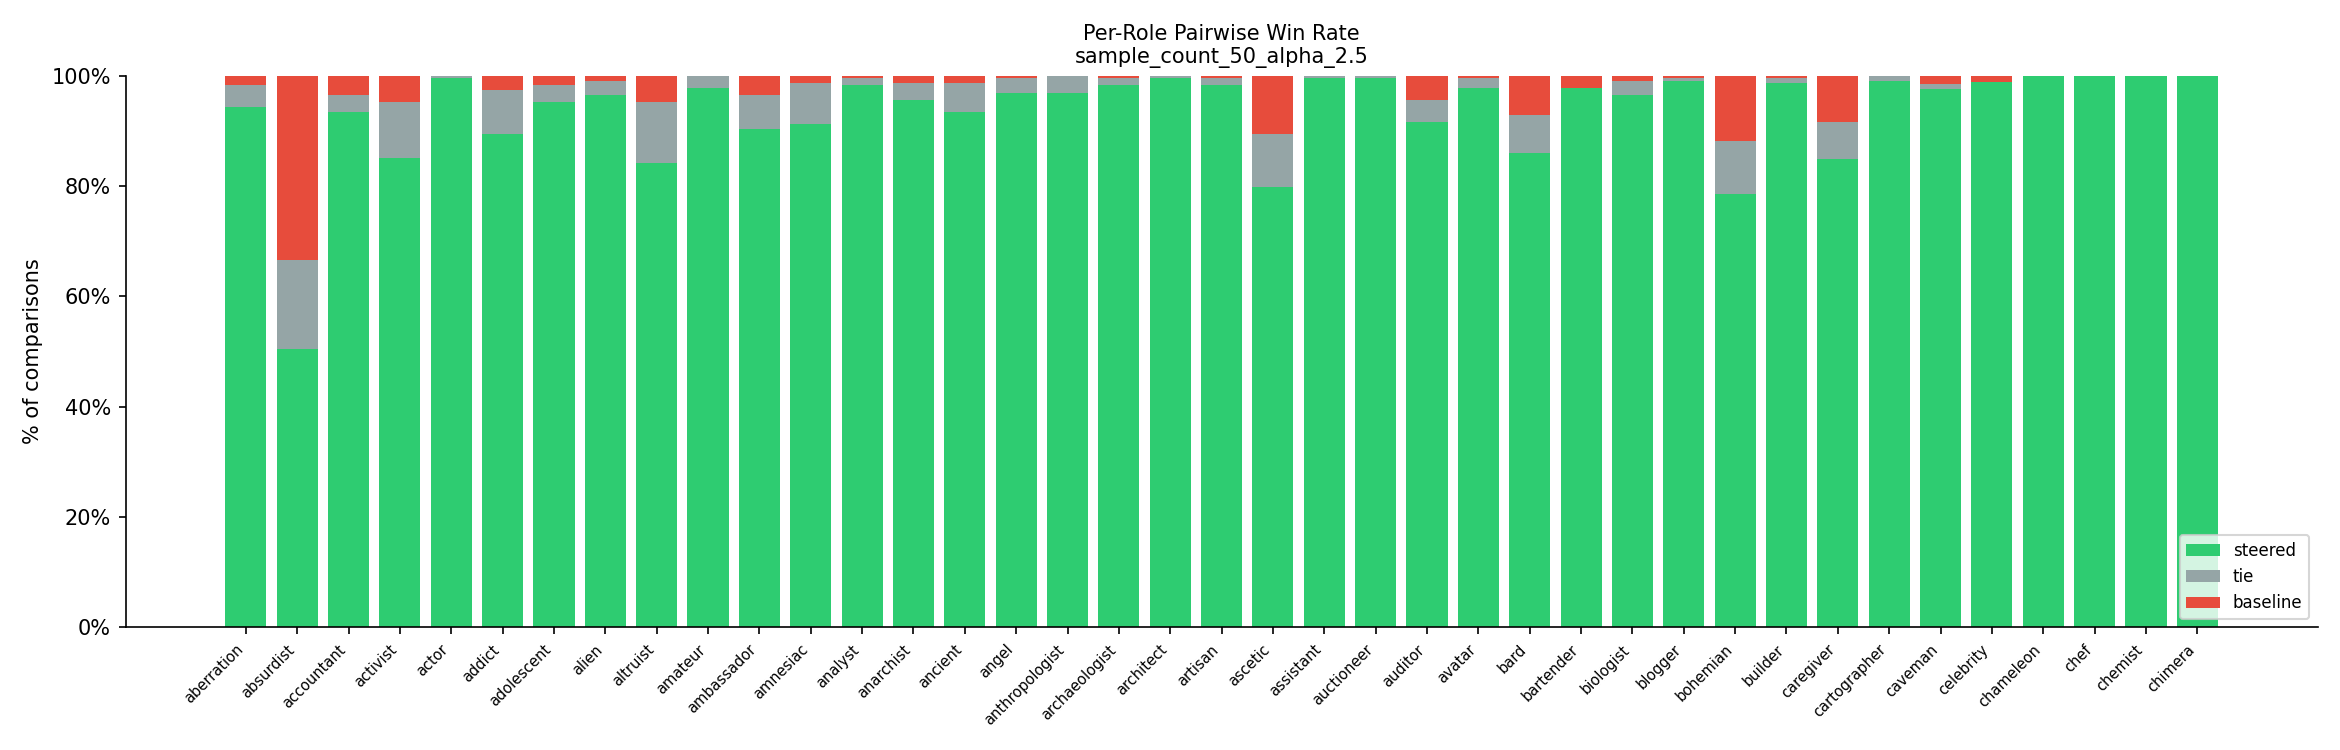 Per-Role Pairwise Win Rate
sample_count_50_alpha_2.5
% of comparisons
100%
80%
60%
40%
20%
0%
aberration
absurdist
accountant
activist
actor
addict
adolescent
alien
altruist
amateur
ambassador
amnesiac
analyst
anarchist
ancient
angel
anthropologist
archaeologist
architect
artisan
ascetic
assistant
auctioneer
auditor
avatar
bard
bartender
biologist
blogger
bohemian
builder
caregiver
cartographer
caveman
celebrity
chameleon
chef
chemist
chimera
steered
tie
baseline